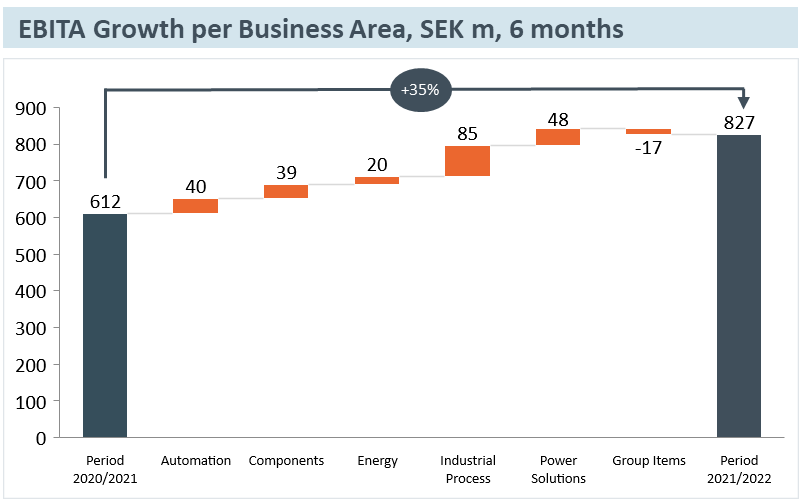 EBITA Growth per Business Area, SEK m, 6 months
+35%
900
800
700
600
500
400
300
200
100
0
612
40
39
20
85
48
-17
827
Period
2020/2021
Automation
Components
Energy
Industrial
Process
Power
Solutions
Group Items
Period
2021/2022